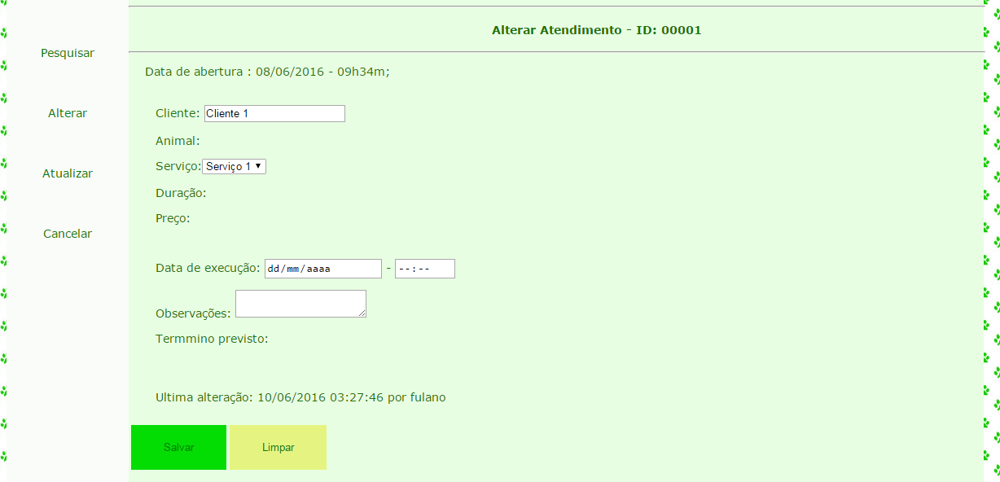 Alterar Atendimento - ID: 00001
Pesquisar
Alterar
Atualizar
Cancelar
Data de abertura : 08/06/2016 - 09h34m;
Cliente: Cliente 1
Animal:
Serviço: Serviço 1
Duração:
Preço:
Data de execução: dd/mm/aaaa - --:--
Observações:
Termmino previsto:
Ultima alteração: 10/06/2016 03:27:46 por fulano
Salvar Limpar